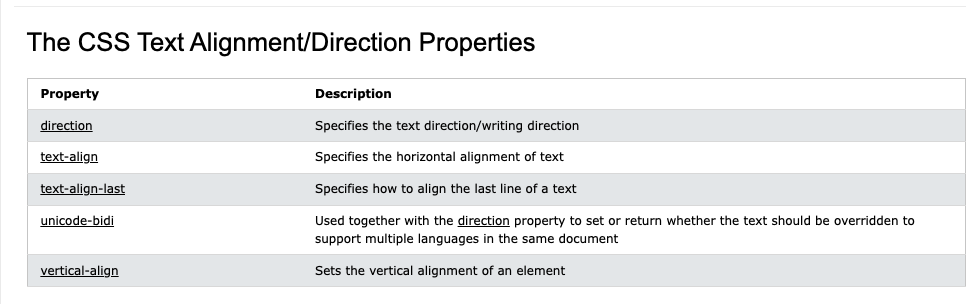 The CSS Text Alignment/Direction Properties
Property Description
direction Specifies the text direction/writing direction
text-align Specifies the horizontal alignment of text
text-align-last Specifies how to align the last line of a text
unicode-bidi Used together with the direction property to set or return whether the text should be overridden to
support multiple languages in the same document
vertical-align Sets the vertical alignment of an element